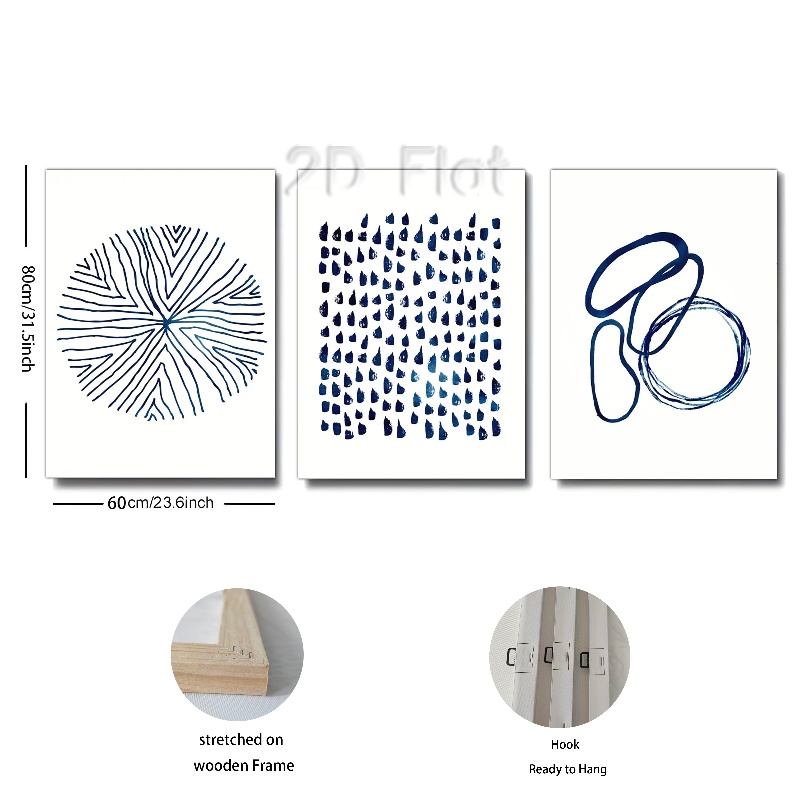 2D Flat
80cm/31.5inch
60cm/23.6inch
stretched on
wooden Frame
Hook
Ready to Hang